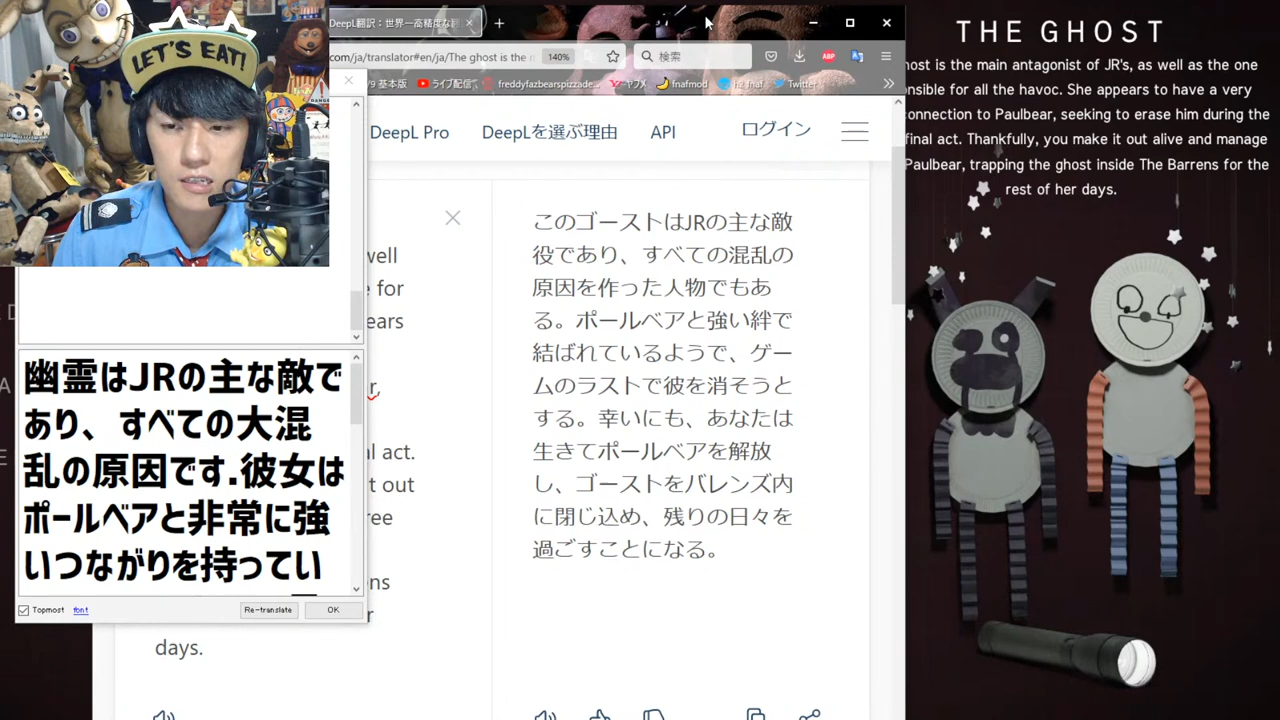 LET'S EAT!
DeepL翻訳：世界一高精度な翻
com/ja/translator#en/ja/The ghost is the n
140%
検索
ABP
基本版
ライブ配信
freddyfazbearspizzade...
fnafmod
Twitter
DeepL Pro
DeepLを選ぶ理由
API
ログイン
well
for
ears
r,
al act.
t out
ree
ns
r
days.
このゴーストはJRの主な敵
役であり、すべての混乱の
原因を作った人物でもあ
る。ポールベアと強い絆で
結ばれているようで、ゲー
ムのラストで彼を消そうと
する。幸いにも、あなたは
生きてポールベアを解放
し、ゴーストをバレンズ内
に閉じ込め、残りの日々を
過ごすことになる。
幽霊はJRの主な敵で
あり、すべての大混
乱の原因です.彼女は
ポールベアと非常に強
いつながりを持ってい
Topmost
font
Re-translate
OK
THE GHOST
host is the main antagonist of JR's, as well as the one
onsible for all the havoc. She appears to have a very
connection to Paulbear, seeking to erase him during the
final act. Thankfully, you make it out alive and manage
Paulbear, trapping the ghost inside The Barrens for the
rest of her days.